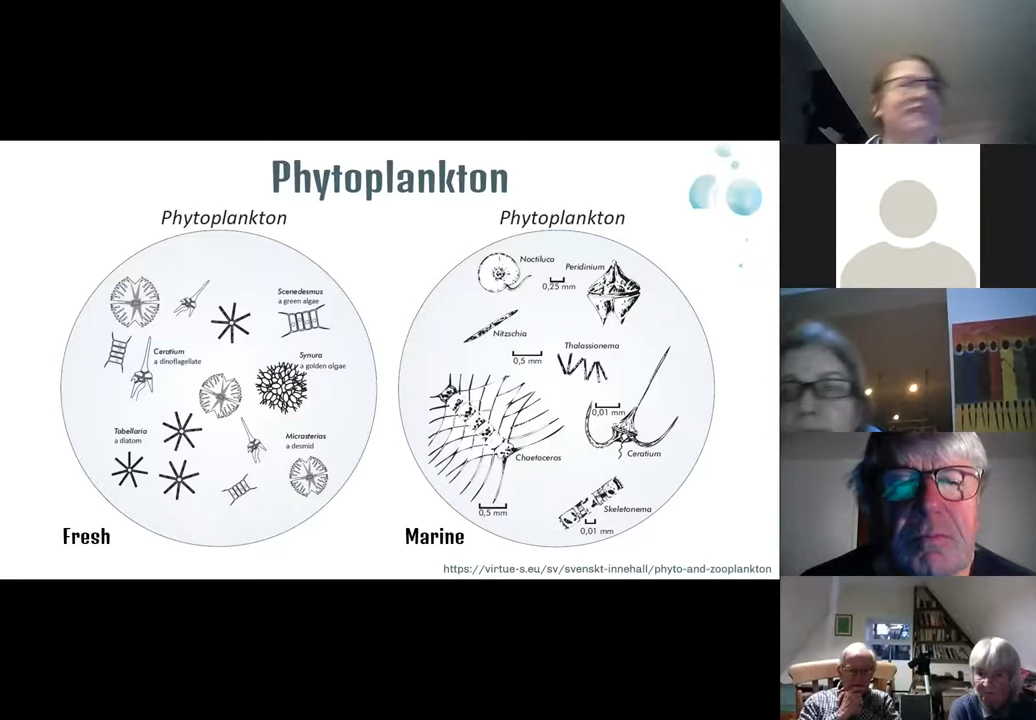 Phytoplankton
Phytoplankton
Scenedesmus
a green algae
Ceratium
a dinoflagellate
Synura
a golden algae
Tabellaria
a diatom
Micrasterias
a desmid
Fresh
Phytoplankton
Noctiluca
Peridinium
0,25 mm
Nitzschia
Thalassionema
0,5 mm
0,01 mm
Ceratium
Chaetoceros
0,5 mm
Skeletonema
0,01 mm
Marine
https://virtue-s.eu/sv/svenskt-innehall/phyto-and-zooplankton